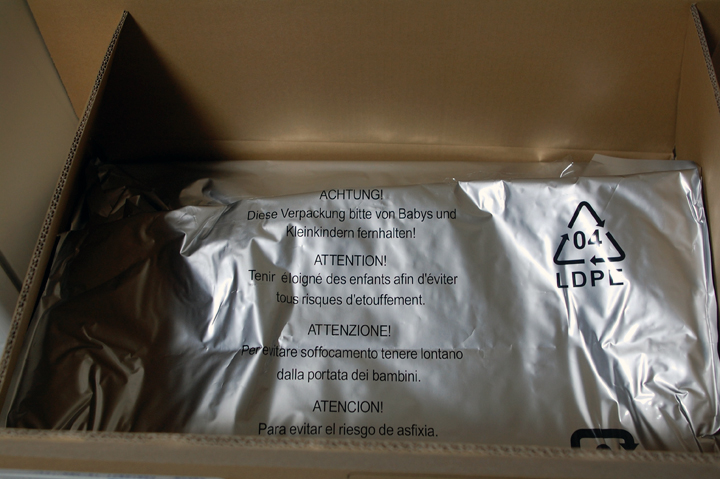 ACHTUNG!
Diese Verpackung bitte von Babys und
Kleinkindern fernhalten!
ATTENTION!
Tenir éloigné des enfants afin d'éviter
tous risques d'etouffement.
ATTENZIONE!
Per evitare soffocamento tenere lontano
dalla portata dei bambini.
ATENCION!
Para evitar el riesgo de asfixia.
04
LDPE